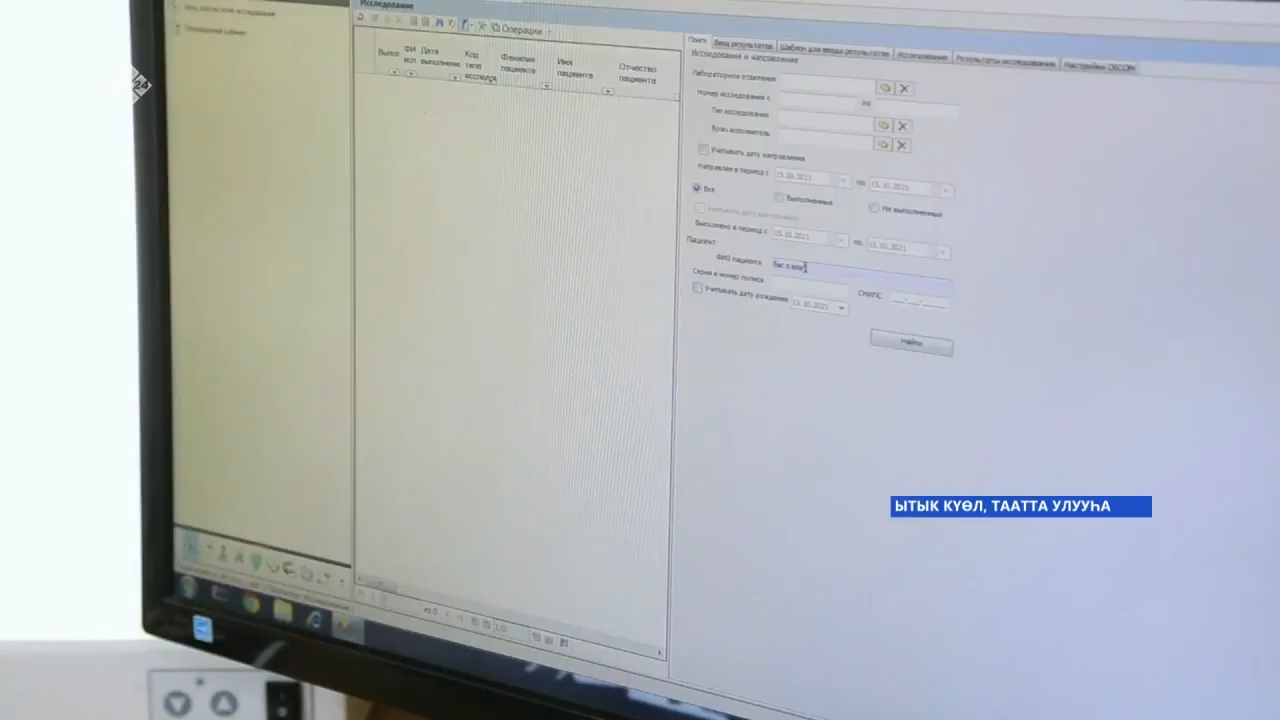 Исследование
Операции
Дата выполнения
Код типа исследов
Фамилия пациента
Имя пациента
Отчество пациента
из 0
Поиск
Ввод результатов
Шаблон для ввода результатов
Исследование
Результаты исследования
Настройки DICOM
Исследование и направление
Лабораторное отделение
Номер исследования с
по
Тип исследования
Врач исполнитель
Учитывать дату направления
Направлен в период с 15.10.2021 по 15.10.2021
Все
Выполненные
Не выполненные
Учитывать дату выполнения
Выполнено в период с 15.10.2021 по 15.10.2021
Пациент
ФИО пациента
Серия и номер полиса
СНИЛС
Учитывать дату рождения 15.10.2021
Найти
24
ЫТЫК КҮӨЛ, ТААТТА УЛУУҺА